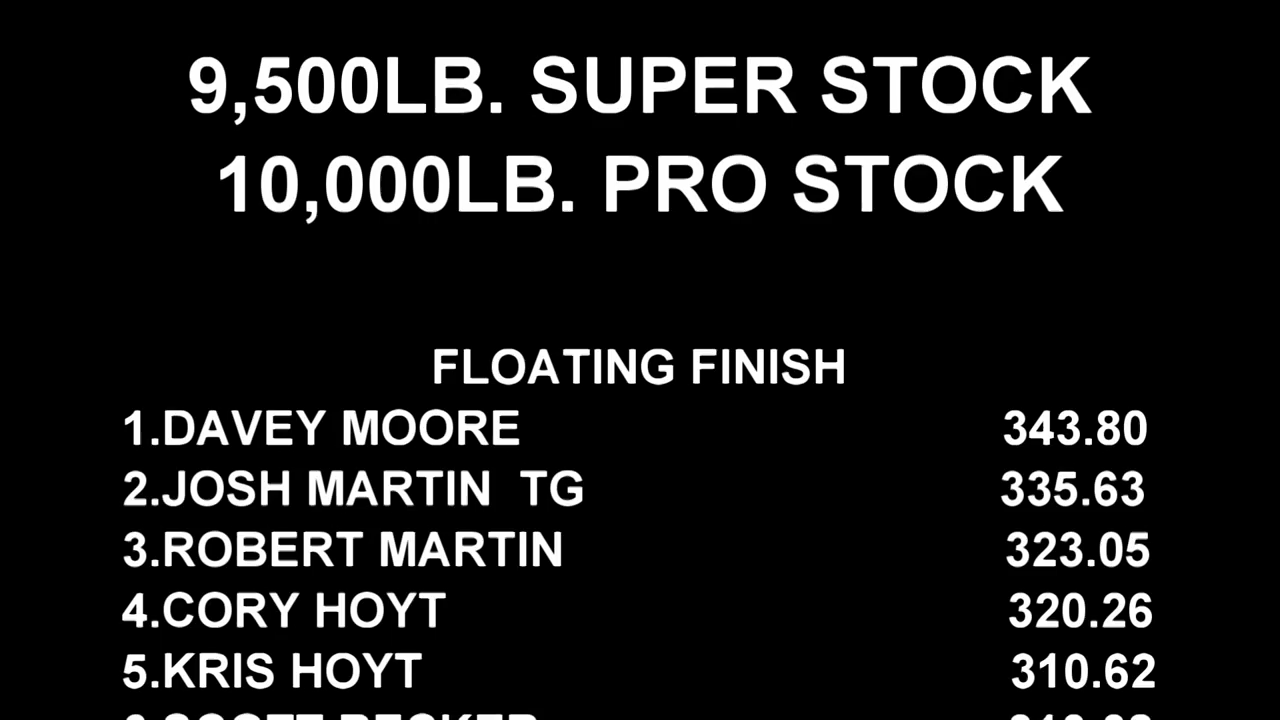 9,500LB. SUPER STOCK
10,000LB. PRO STOCK
FLOATING FINISH
1.DAVEY MOORE 343.80
2.JOSH MARTIN TG 335.63
3.ROBERT MARTIN 323.05
4.CORY HOYT 320.26
5.KRIS HOYT 310.62